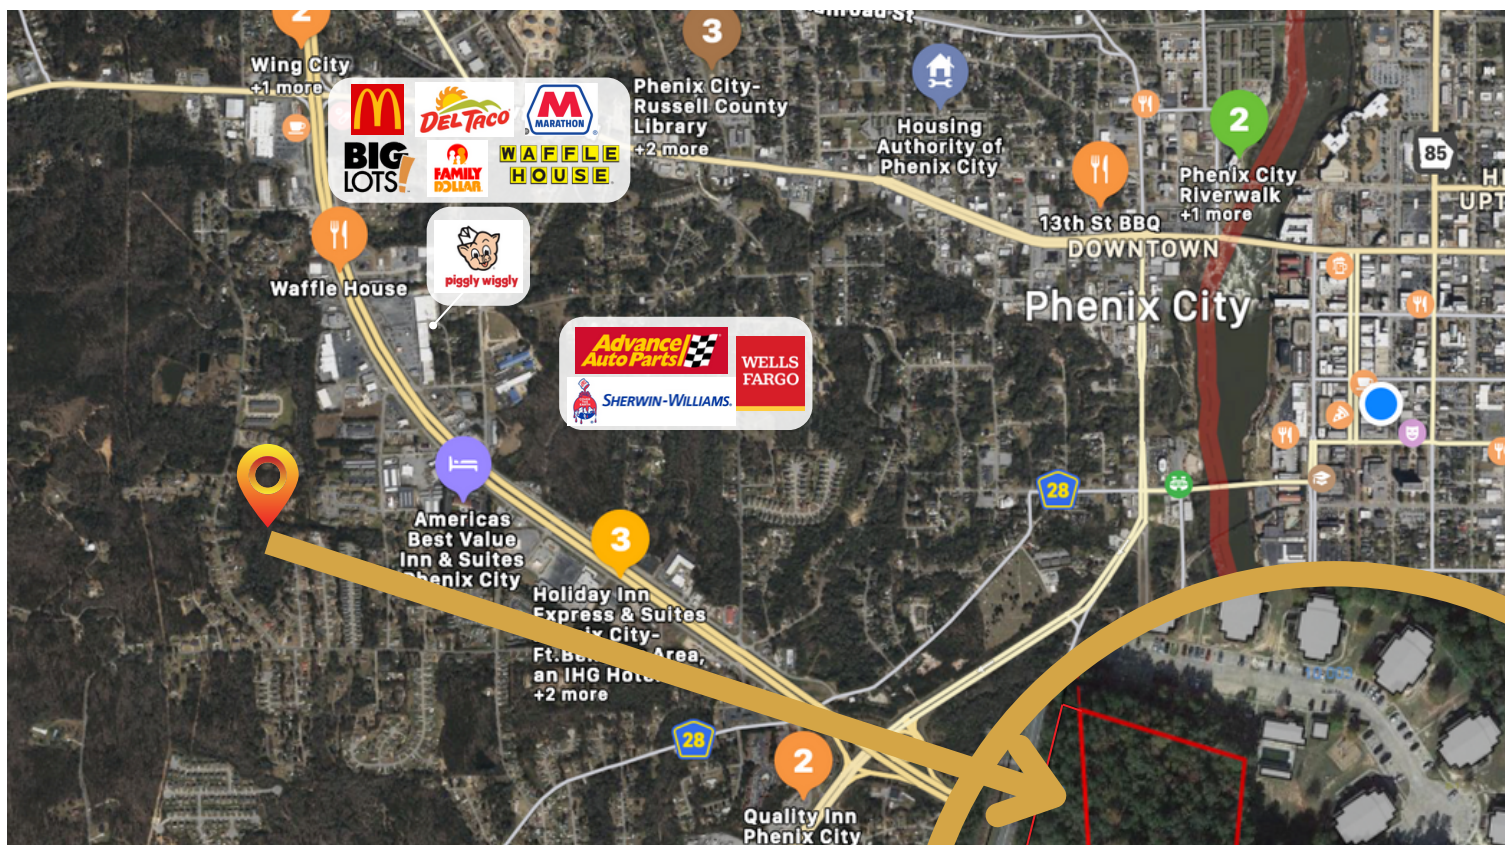 2
Wing City
+1 more
McDonald's
DEL TACO
M
MARATHON
BIG
LOTS!
FAMILY
DOLLAR
WAFFLE
HOUSE
3
Phenix City-
Russell County
Library
+2 more
Housing
Authority of
Phenix City
2
Phenix City
Riverwalk
+1 more
85
13th St BBQ
DOWNTOWN
Phenix City
Waffle House
piggly wiggly
Advance
Auto Parts
WELLS
FARGO
SHERWIN-WILLIAMS.
28
Americas
Best Value
Inn & Suites
Phenix City
3
Holiday Inn
Express & Suites
City-
Area,
an IHG
+2 more
28
2
Quality Inn
Phenix City